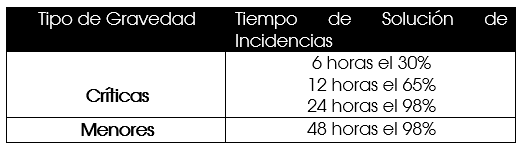 Tipo de Gravedad
Tiempo de Solución de
Incidencias
Críticas
6 horas el 30%
12 horas el 65%
24 horas el 98%
Menores
48 horas el 98%